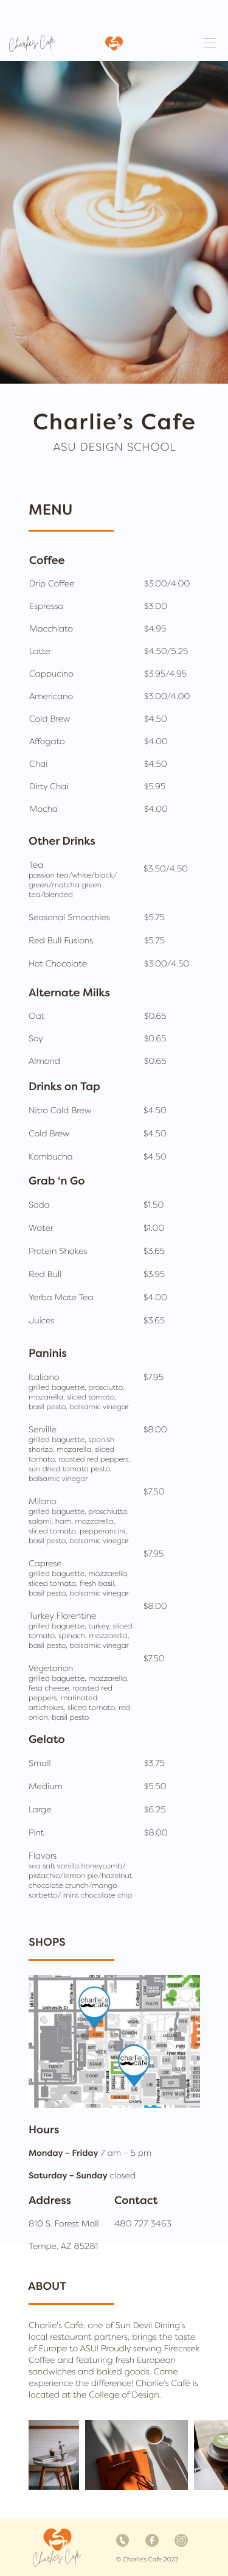 Charlie's Cafe
Charlie's Cafe
ASU DESIGN SCHOOL
MENU
Coffee
Drip Coffee $3.00/4.00
Espresso $3.00
Macchiato $4.95
Latte $4.50/5.25
Cappucino $3.95/4.95
Americano $3.00/4.00
Cold Brew $4.50
Affogato $4.00
Chai $4.50
Dirty Chai $5.95
Mocha $4.00
Other Drinks
Tea $3.50/4.50
passion tea/white/black/
green/matcha green
tea/blended
Seasonal Smoothies $5.75
Red Bull Fusions $5.75
Hot Chocolate $3.00/4.50
Alternate Milks
Oat $0.65
Soy $0.65
Almond $0.65
Drinks on Tap
Nitro Cold Brew $4.50
Cold Brew $4.50
Kombucha $4.50
Grab ‘n Go
Soda $1.50
Water $1.00
Protein Shakes $3.65
Red Bull $3.95
Yerba Mate Tea $4.00
Juices $3.65
Paninis
Italiano $7.95
grilled baguette, prosciutto,
mozarella, sliced tomato,
basil pesto, balsamic vinegar
Serville $8.00
grilled baguette, spanish
shorizo, mozarella, sliced
tomato, roasted red peppers,
sun dried tomato pesto,
balsamic vinegar
$7.50
Milano
grilled baguette, proschiutto,
salami, ham, mozzarella,
sliced tomato, pepperoncini,
basil pesto, balsamic vinegar
$7.95
Caprese
grilled baguette, mozzarella,
sliced tomato, fresh basil,
basil pesto, balsamic vinegar
$8.00
Turkey Florentine
grilled baguette, turkey, sliced
tomato, spinach, mozzarella,
basil pesto, balsamic vinegar
$7.50
Vegetarian
grilled baguette, mozzarella,
feta cheese, roasted red
peppers, marinated
artichokes, sliced tomato, red
onion, basil pesto
Gelato
Small $3.75
Medium $5.50
Large $6.25
Pint $8.00
Flavors
sea salt vanilla honeycomb/
pistachio/lemon pie/hazelnut
chocolate crunch/mango
sorbetto/ mint chocolate chip
SHOPS
University Dr
charlie's
café
charlie's
café
Hours
Monday – Friday 7 am – 5 pm
Saturday – Sunday closed
Address Contact
810 S. Forest Mall 480 727 3463
Tempe, AZ 85281
ABOUT
Charlie's Café, one of Sun Devil Dining’s
local restaurant partners, brings the taste
of Europe to ASU! Proudly serving Firecreek
Coffee and featuring fresh European
sandwiches and baked goods. Come
experience the difference! Charlie’s Café is
located at the College of Design.
Charlie's Cafe
© Charlie's Cafe 2022